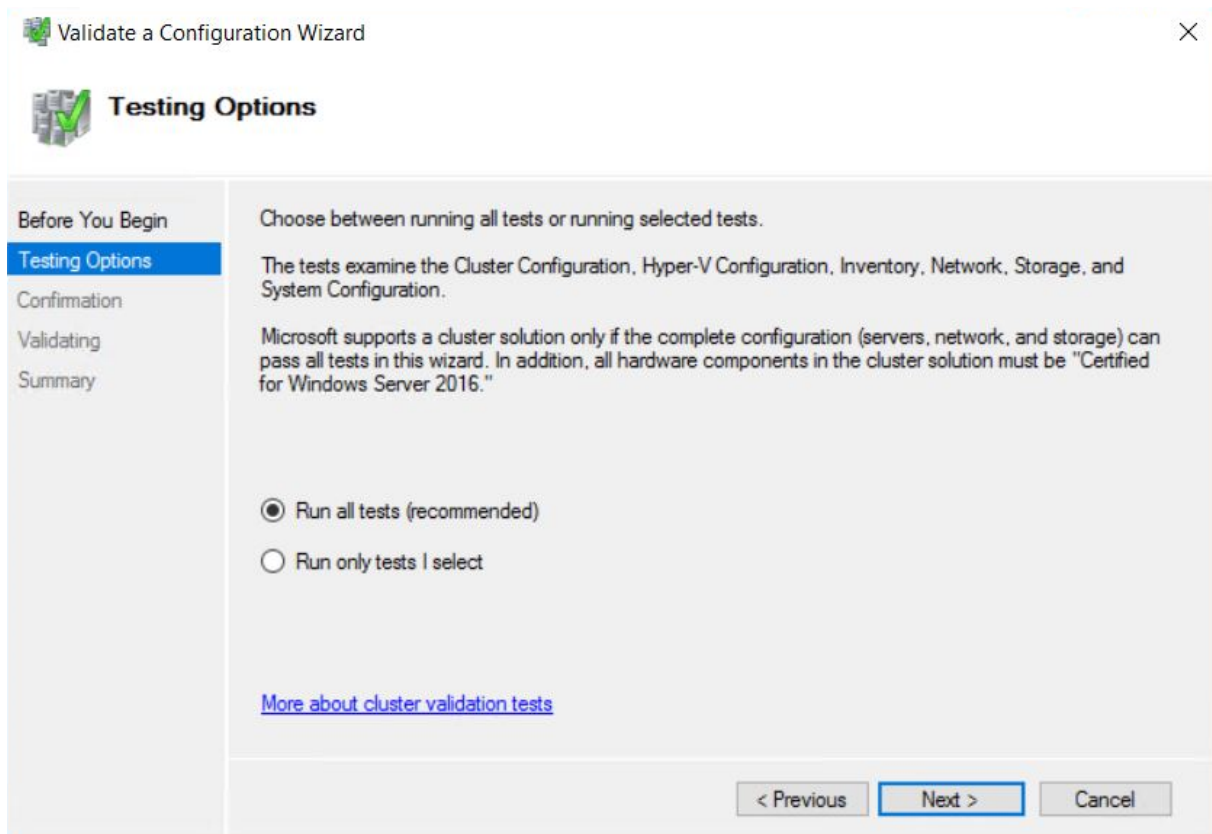 Validate a Configuration Wizard
Testing Options
Before You Begin
Testing Options
Confirmation
Validating
Summary
Choose between running all tests or running selected tests.
The tests examine the Cluster Configuration, Hyper-V Configuration, Inventory, Network, Storage, and
System Configuration.
Microsoft supports a cluster solution only if the complete configuration (servers, network, and storage) can
pass all tests in this wizard. In addition, all hardware components in the cluster solution must be "Certified
for Windows Server 2016."
Run all tests (recommended)
Run only tests I select
More about cluster validation tests
< Previous
Next >
Cancel